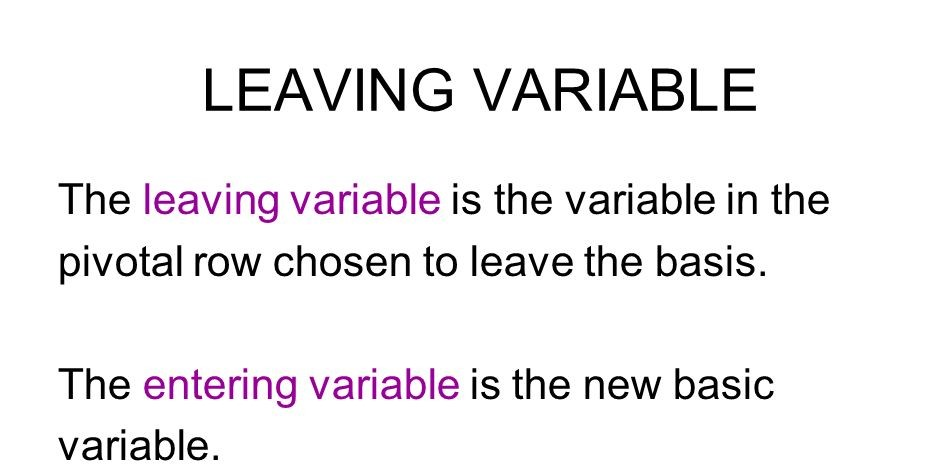 LEAVING VARIABLE
The leaving variable is the variable in the
pivotal row chosen to leave the basis.
The entering variable is the new basic
variable.